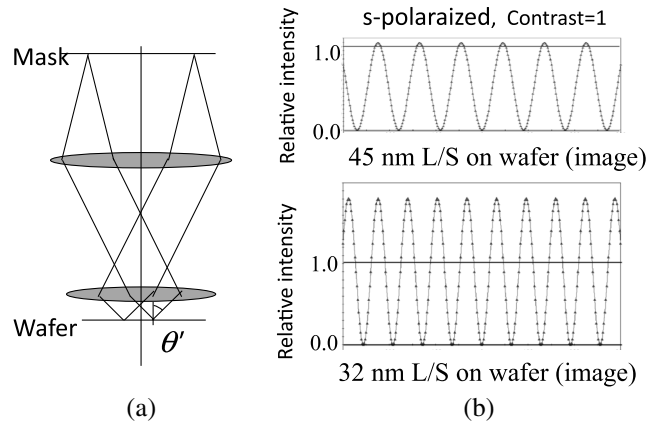 (a)
Mask
Wafer
θ′
(b)
s-polaraized, Contrast=1
Relative intensity
1.0
0.0
45 nm L/S on wafer (image)
Relative intensity
1.0
0.0
32 nm L/S on wafer (image)
(a)
(b)